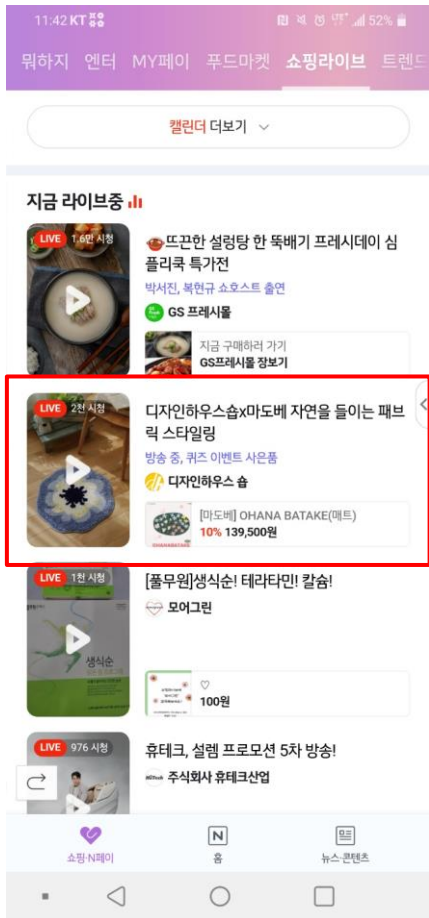 11:42 KT
52%
뭐하지 엔터 MY페이 푸드마켓 쇼핑라이브 트렌드
캘린더 더보기
지금 라이브중
LIVE 1.6만 시청
뜨끈한 설렁탕 한 뚝배기 프레시데이 심
플리쿡 특가전
박서진, 복현규 쇼호스트 출연
GS 프레시몰
지금 구매하러 가기
GS프레시몰 장보기
LIVE 2천 시청
디자인하우스숍x마도베 자연을 들이는 패브
릭 스타일링
방송 중, 퀴즈 이벤트 사은품
디자인하우스 숍
[마도베] OHANA BATAKE(매트)
10% 139,500원
LIVE 1천 시청
[풀무원]생식순! 테라타민! 칼슘!
모어그린
생식순
♡
100원
LIVE 976 시청
휴테크, 설렘 프로모션 5차 방송!
주식회사 휴테크산업
쇼핑·N페이
N
홈
뉴스·콘텐츠